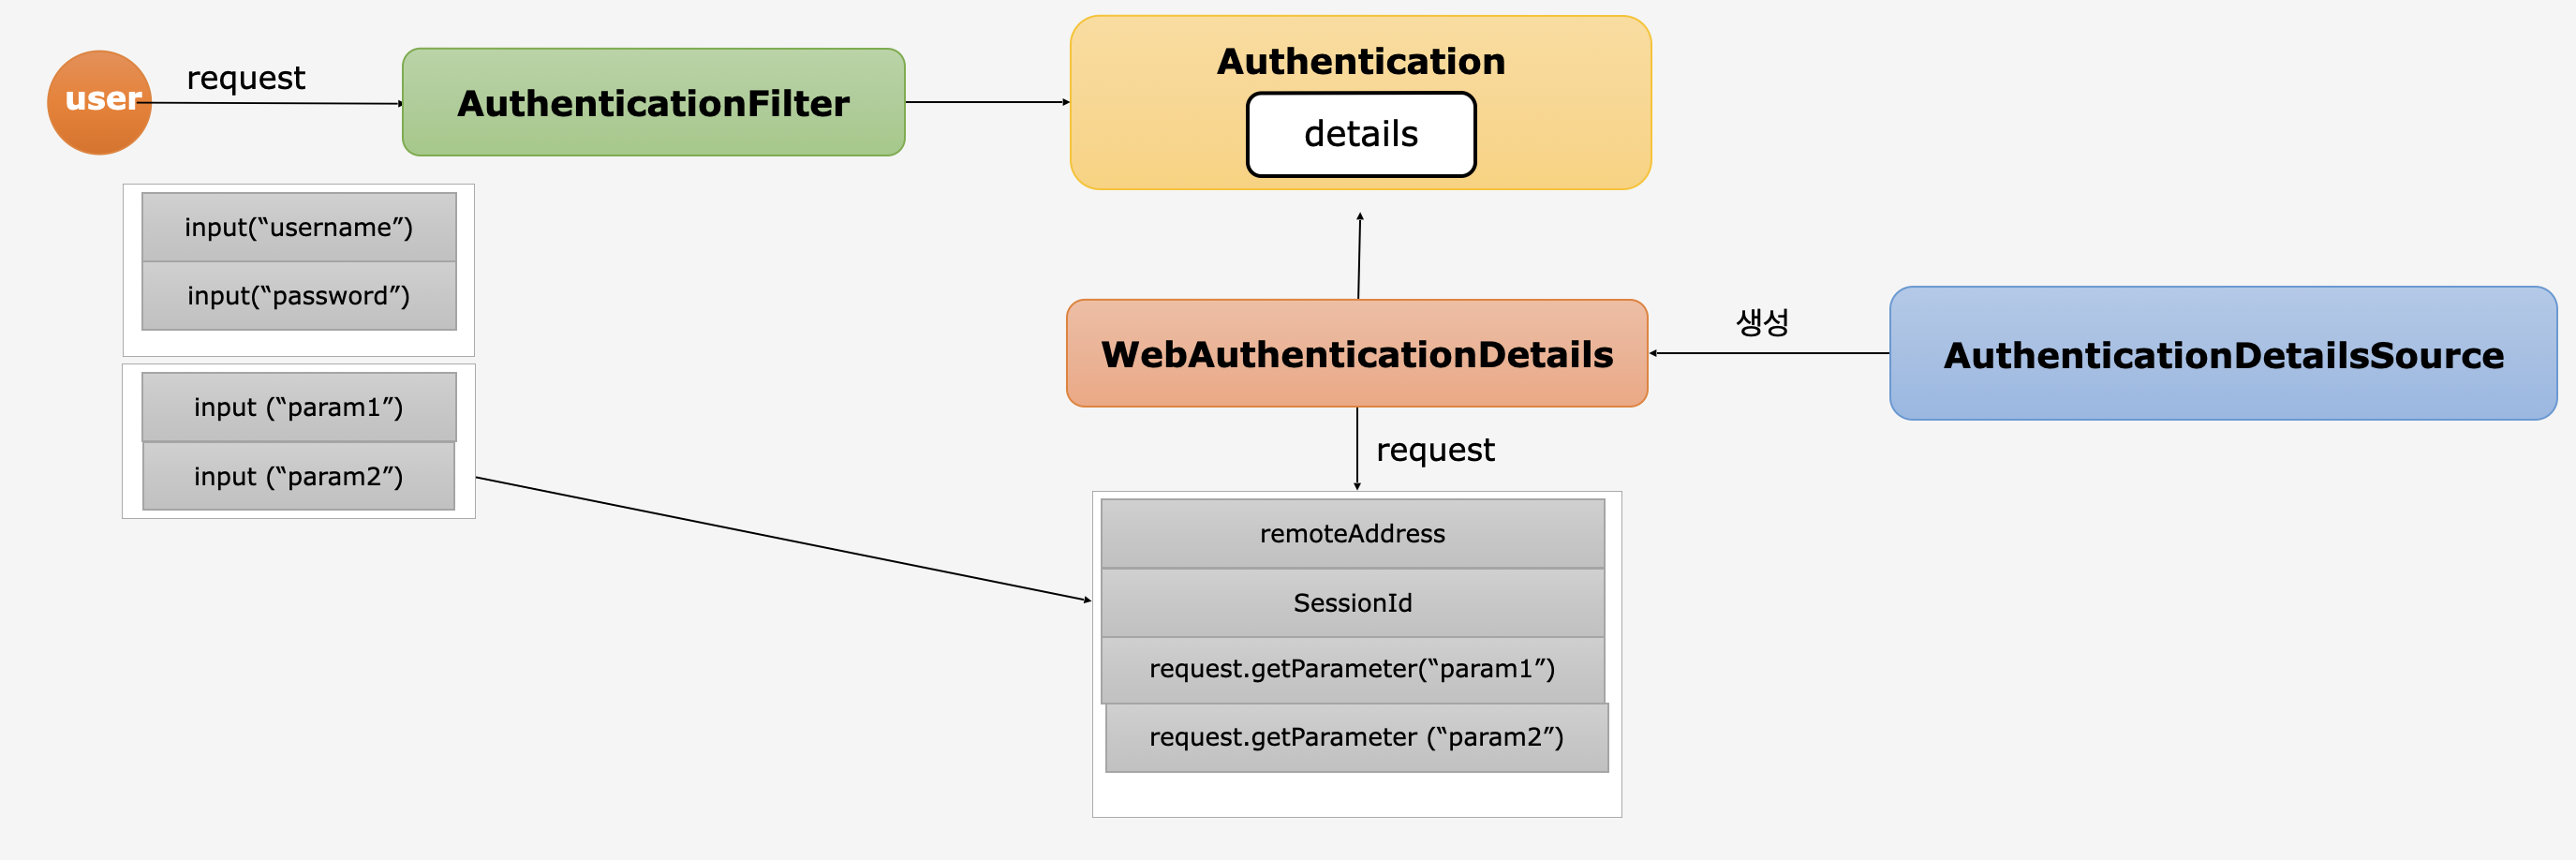 user
request
AuthenticationFilter
Authentication
details
input(“username”)
input(“password”)
input (“param1”)
input (“param2”)
WebAuthenticationDetails
생성
AuthenticationDetailsSource
request
remoteAddress
SessionId
request.getParameter(“param1”)
request.getParameter (“param2”)